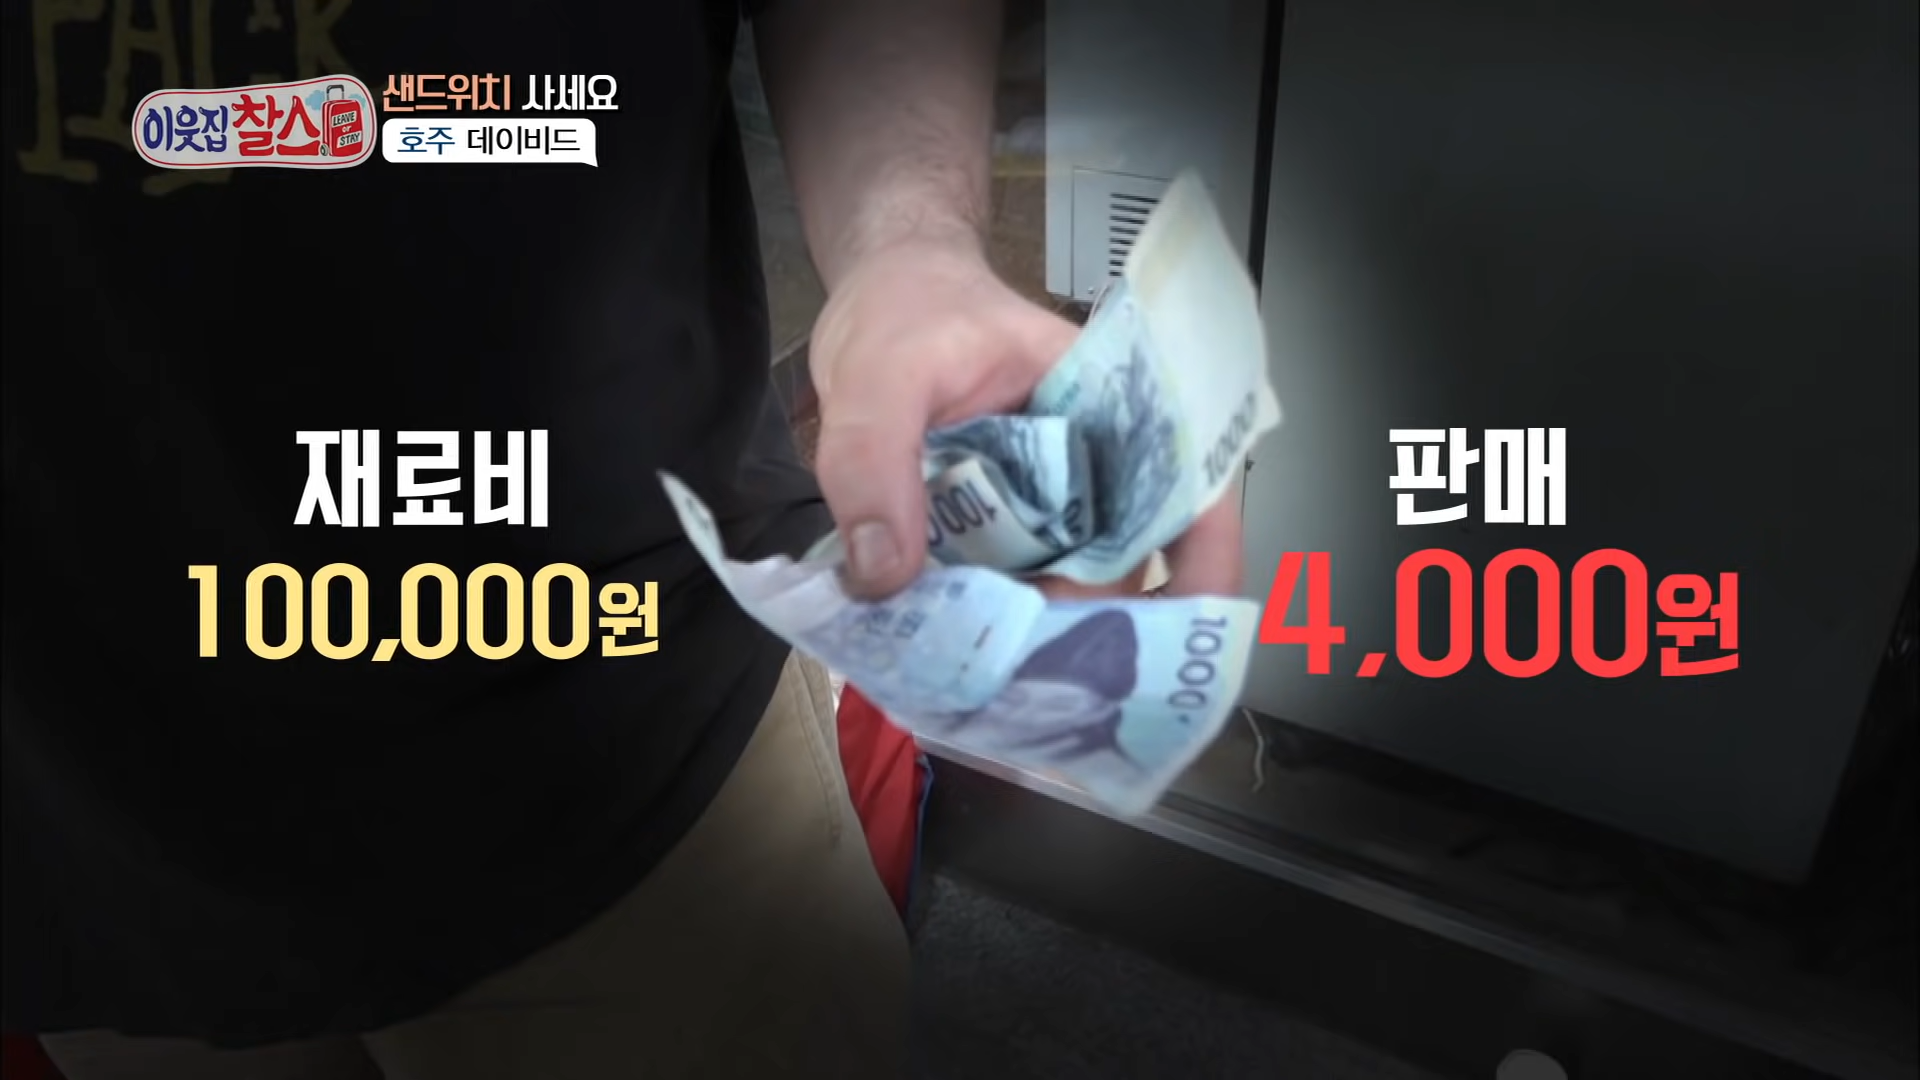 PACK
이웃집 찰스
LEAVE
or
STAY
샌드위치 사세요
호주 데이비드
재료비
100,000원
판매
4,000원
1000
1000
1000